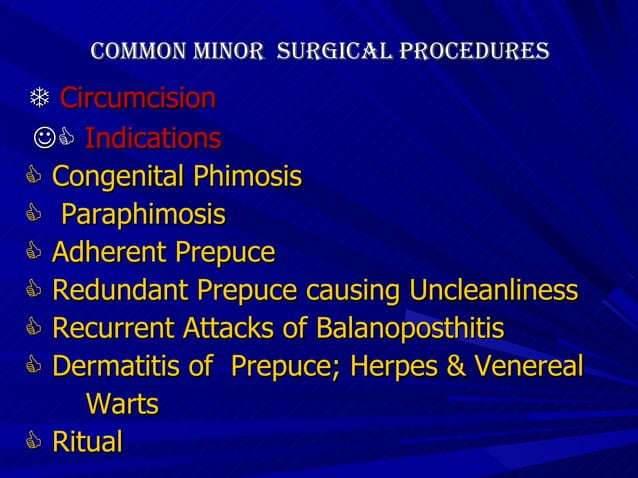 COMMON MINOR SURGICAL PROCEDURES
Circumcision
Indications
Congenital Phimosis
Paraphimosis
Adherent Prepuce
Redundant Prepuce causing Uncleanliness
Recurrent Attacks of Balanoposthitis
Dermatitis of Prepuce; Herpes & Venereal
Warts
Ritual